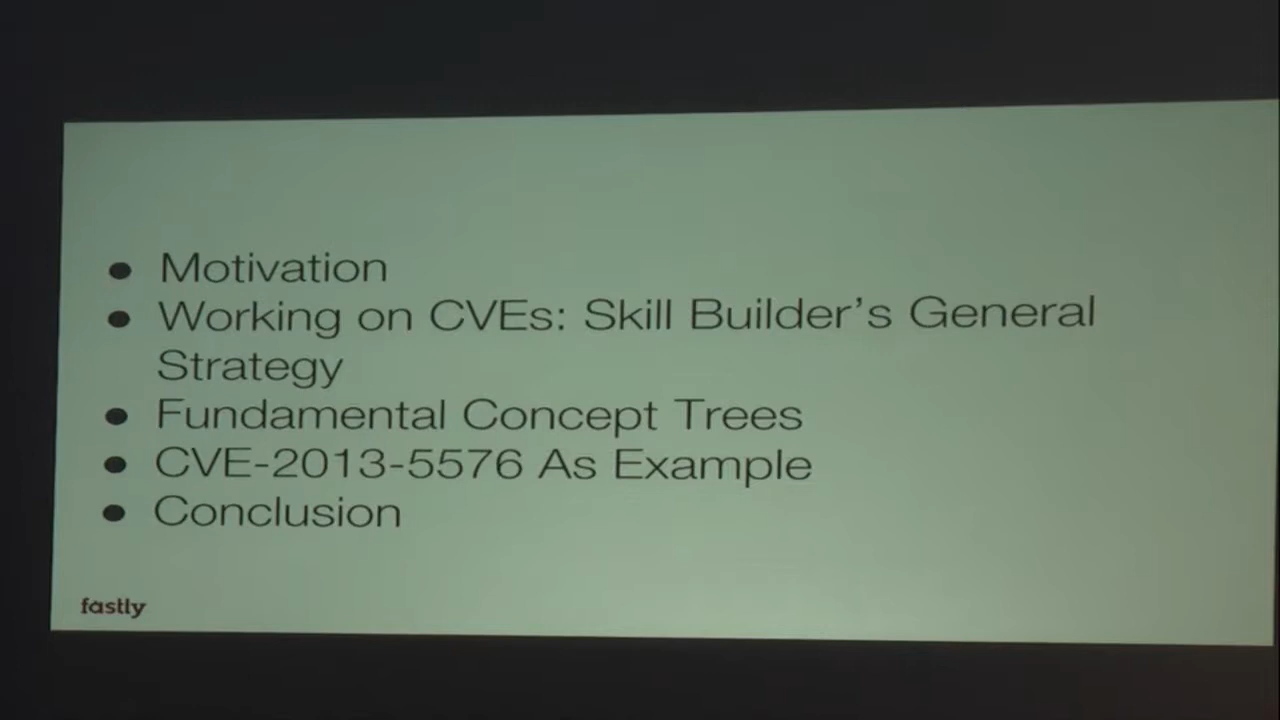 ● Motivation
● Working on CVEs: Skill Builder’s General
Strategy
● Fundamental Concept Trees
● CVE-2013-5576 As Example
● Conclusion
fastly